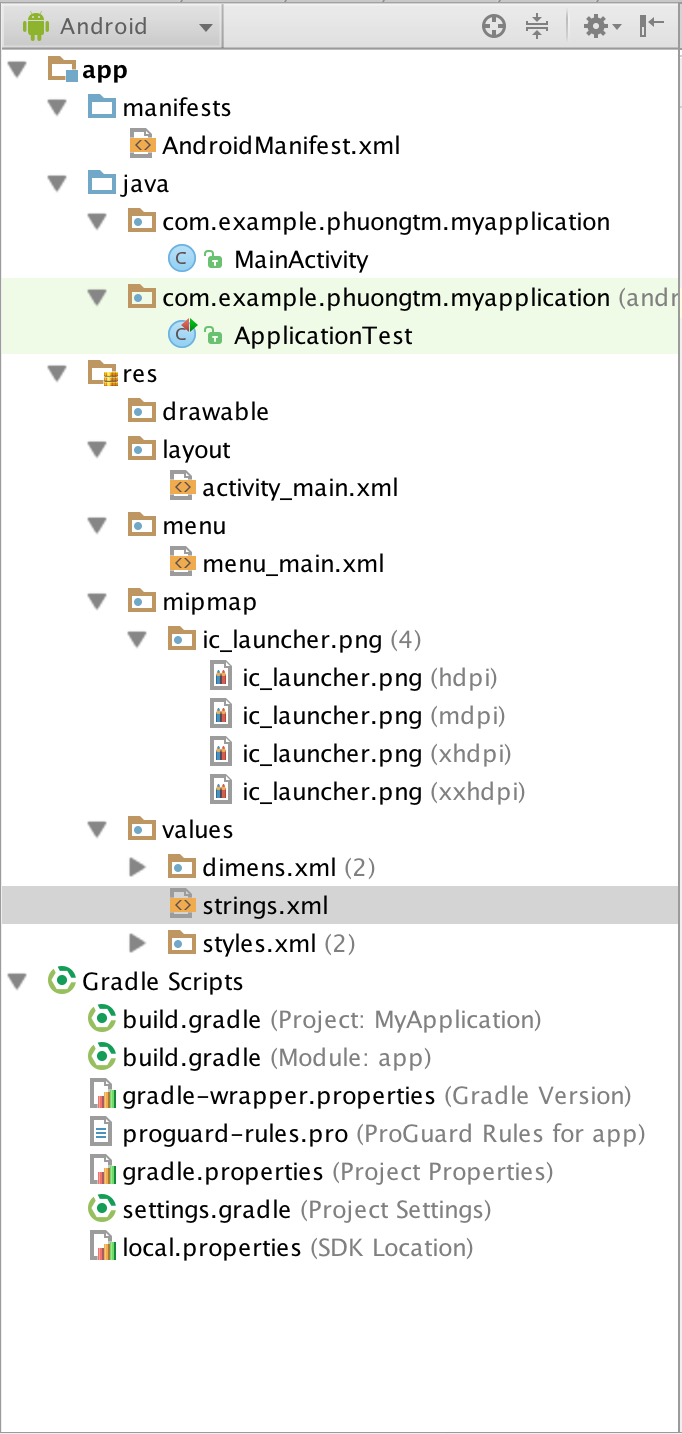 Android
app
manifests
AndroidManifest.xml
java
com.example.phuongtm.myapplication
C MainActivity
com.example.phuongtm.myapplication (andr
C ApplicationTest
res
drawable
layout
activity_main.xml
menu
menu_main.xml
mipmap
ic_launcher.png (4)
ic_launcher.png (hdpi)
ic_launcher.png (mdpi)
ic_launcher.png (xhdpi)
ic_launcher.png (xxhdpi)
values
dimens.xml (2)
strings.xml
styles.xml (2)
Gradle Scripts
build.gradle (Project: MyApplication)
build.gradle (Module: app)
gradle-wrapper.properties (Gradle Version)
proguard-rules.pro (ProGuard Rules for app)
gradle.properties (Project Properties)
settings.gradle (Project Settings)
local.properties (SDK Location)